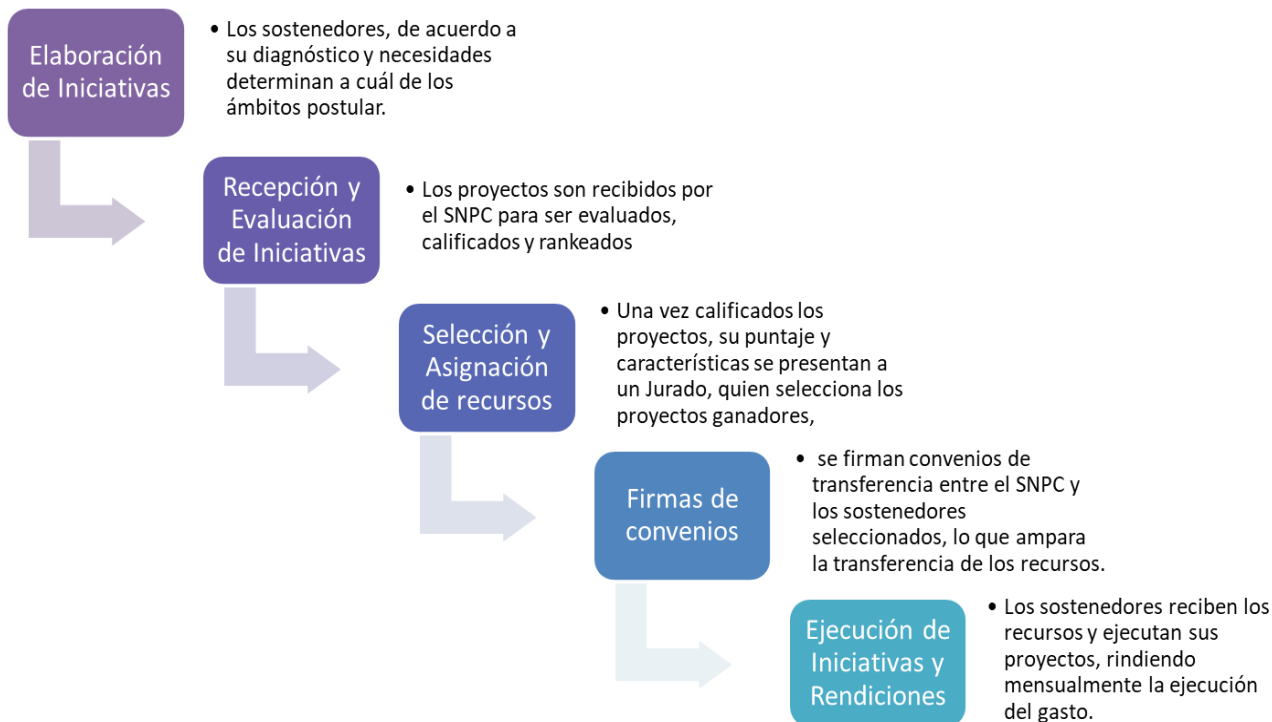 Elaboración
de Iniciativas
• Los sostenedores, de acuerdo a
su diagnóstico y necesidades
determinan a cuál de los
ámbitos postular.
Recepción y
Evaluación
de Iniciativas
• Los proyectos son recibidos por
el SNPC para ser evaluados,
calificados y rankeados
Selección y
Asignación
de recursos
• Una vez calificados los
proyectos, su puntaje y
características se presentan a
un Jurado, quien selecciona los
proyectos ganadores,
Firmas de
convenios
• se firman convenios de
transferencia entre el SNPC y
los sostenedores
seleccionados, lo que ampara
la transferencia de los recursos.
Ejecución de
Iniciativas y
Rendiciones
• Los sostenedores reciben los
recursos y ejecutan sus
proyectos, rindiendo
mensualmente la ejecución
del gasto.